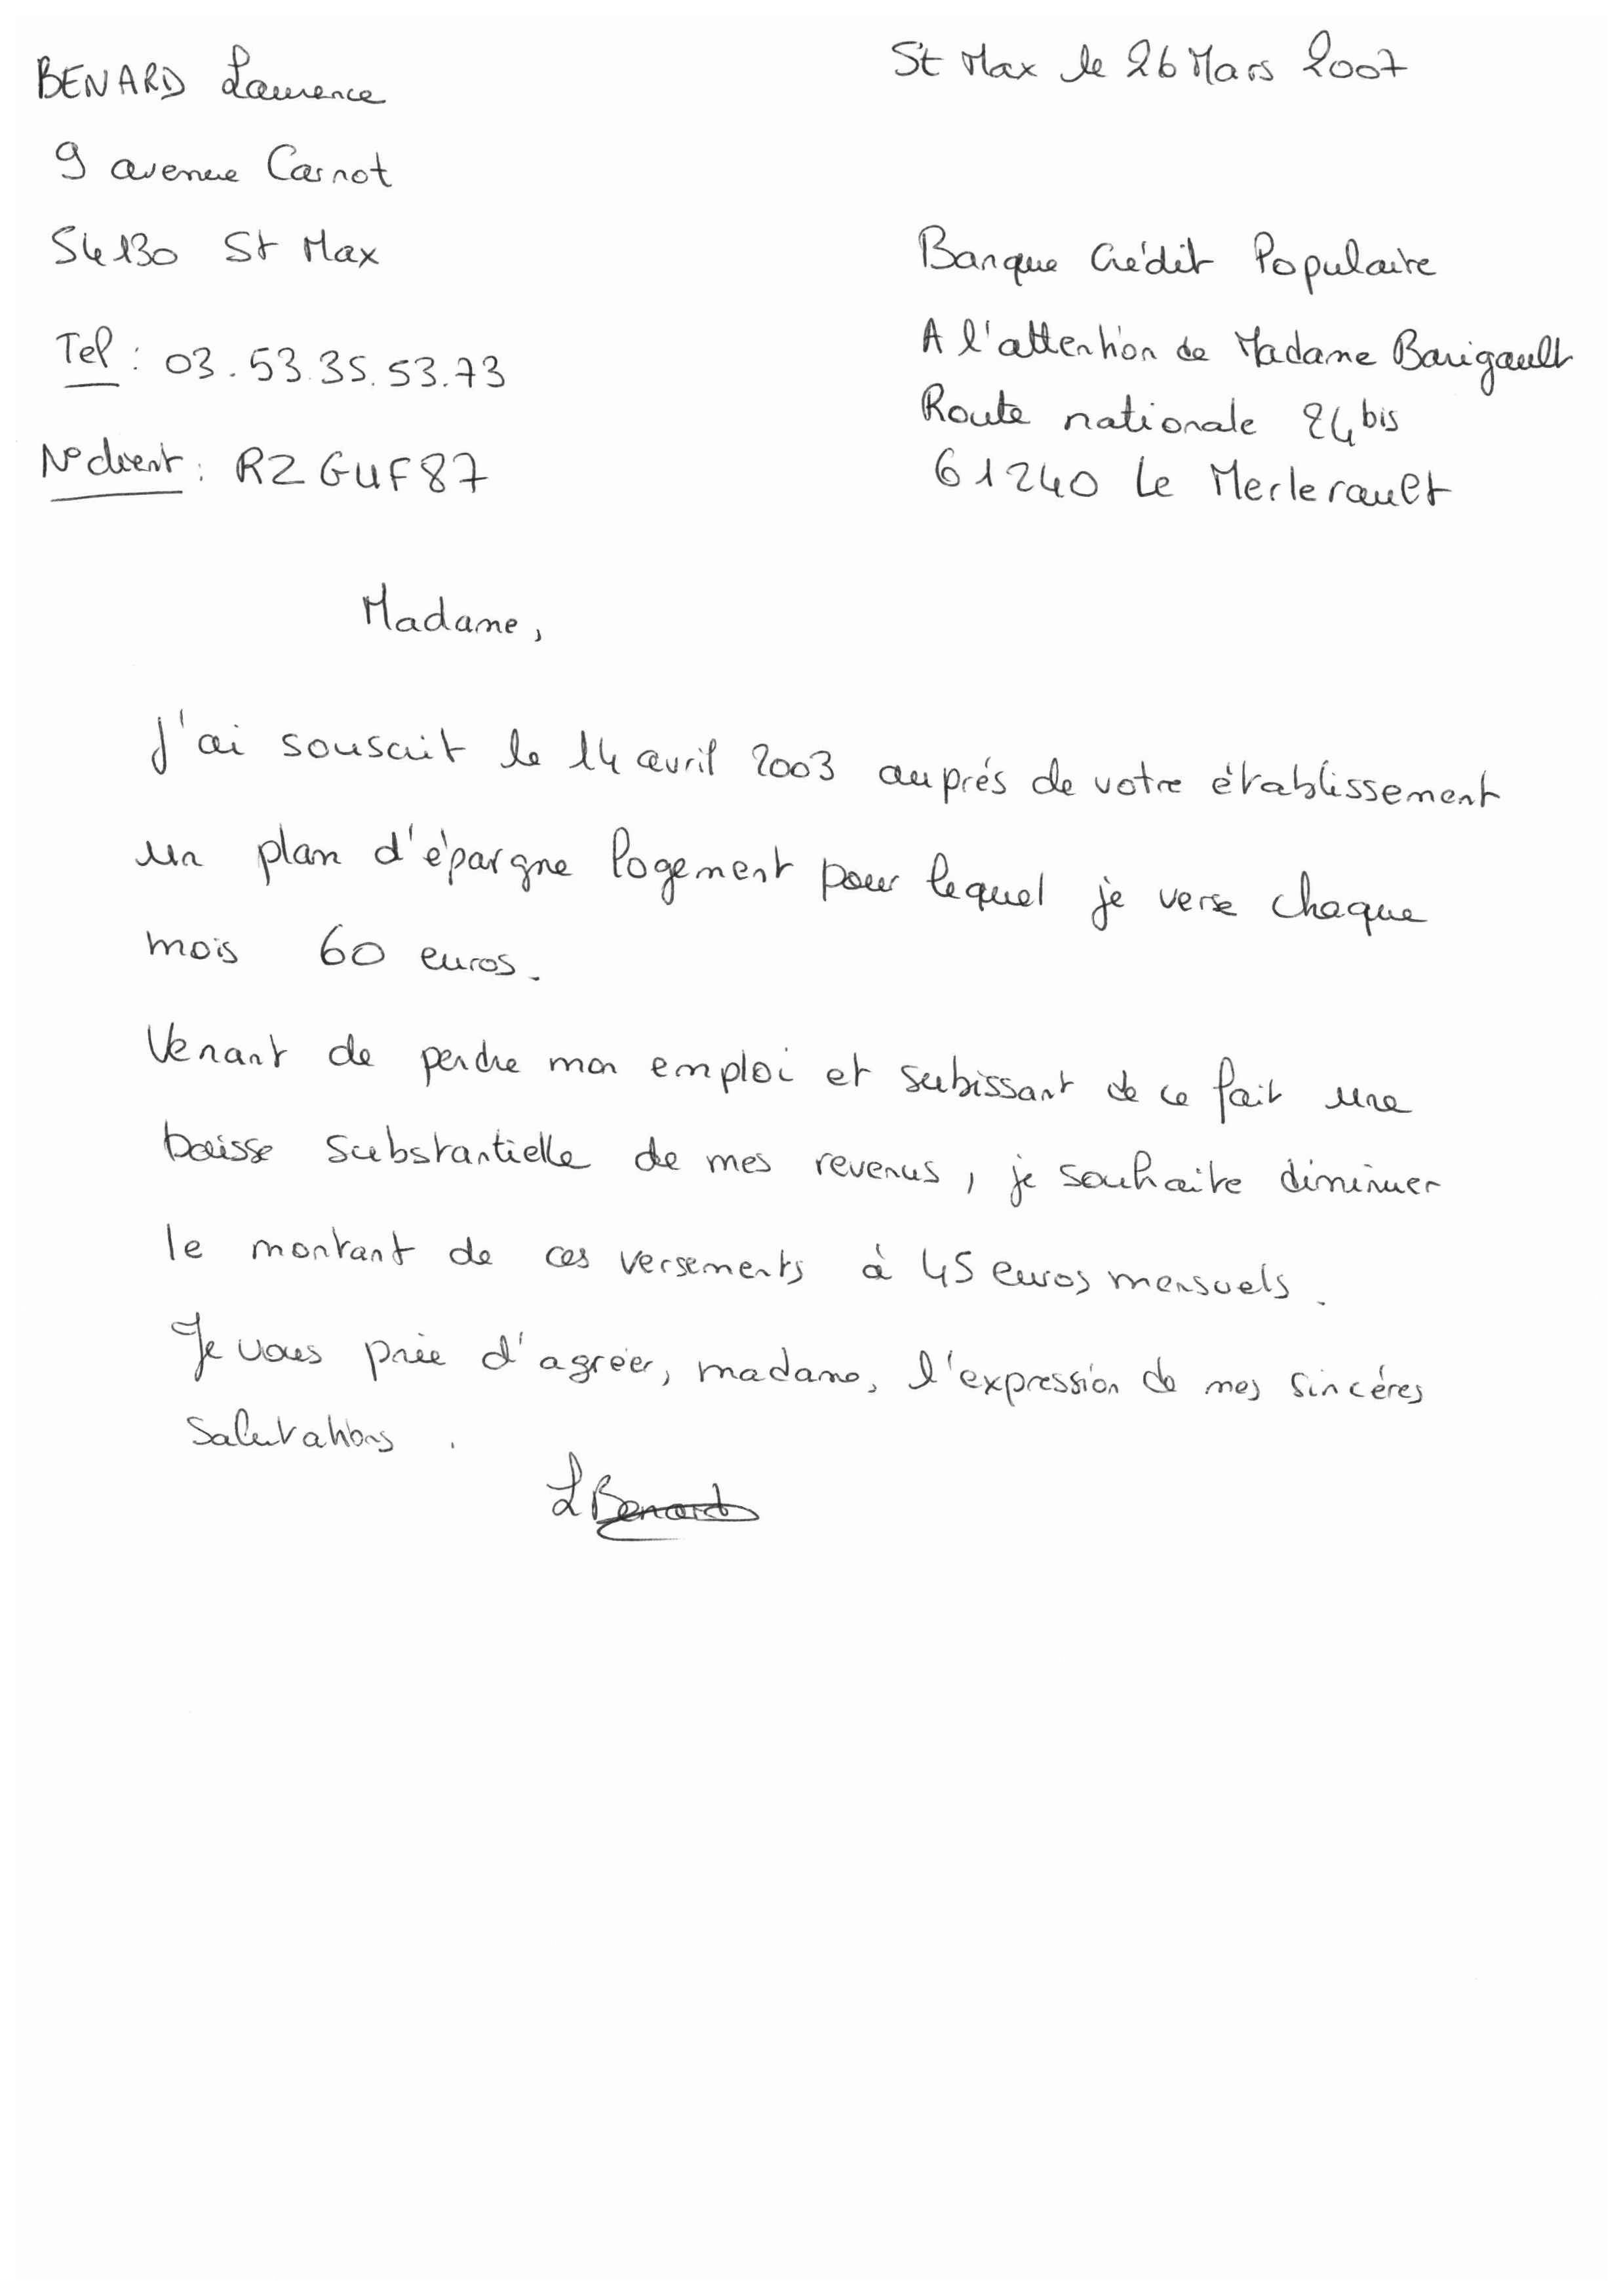 BENARD Laurence
9 avenue Carnot
54130 St Max
Tel : 03.53.35.53.73
N° client : RZGUF87
St Max le 26 Mars 2007
Banque Crédit Populaire
A l'attention de Madame Barigault
Route nationale 24 bis
61240 Le Merlerault
Madame,
J'ai souscrit le 14 avril 2003 auprés de votre établissement
un plan d'épargne logement pour lequel je verse chaque
mois 60 euros.
Venant de perdre mon emploi et subissant de ce fait une
baisse substantielle de mes revenus, je souhaite diminuer
le montant de ces versements à 45 euros mensuels.
Je vous prie d'agréer, madame, l'expression de mes sincéres
salutations.
L Benard